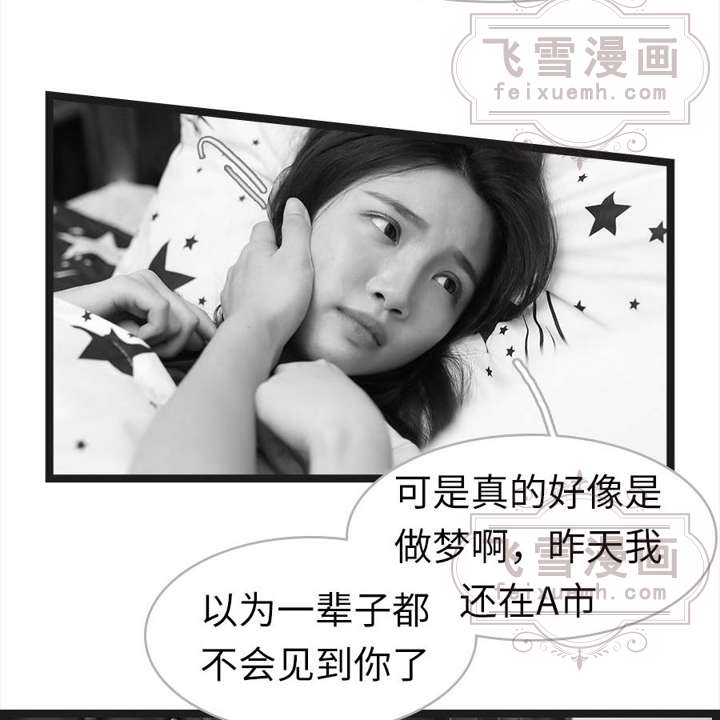 飞雪漫画
feixuemh.com
可是真的好像是
做梦啊，昨天我
还在A市
飞雪漫画
feixuemh.com
以为一辈子都
不会见到你了